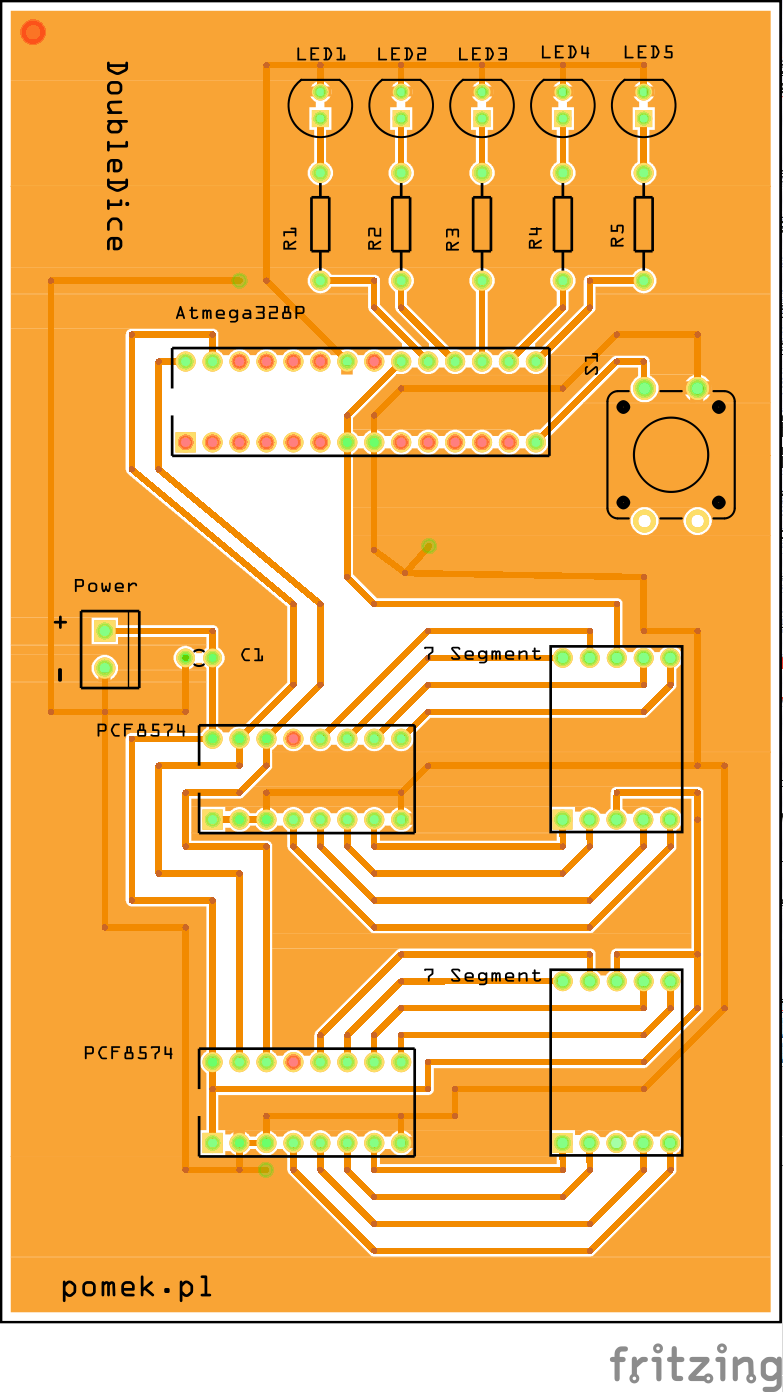 LED1 LED2 LED3 LED4 LED5
DoubleDice
R1 R2 R3 R4 R5
Atmega328P
S1
Power
+
-
C1
7 Segment
PCF8574
7 Segment
PCF8574
pomek.pl
fritzing